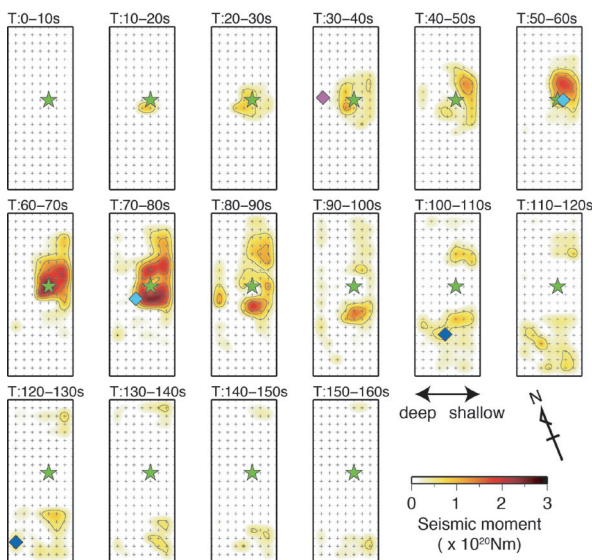 T:0–10s
T:10–20s
T:20–30s
T:30–40s
T:40–50s
T:50–60s
T:60–70s
T:70–80s
T:80–90s
T:90–100s
T:100–110s
T:110–120s
T:120–130s
T:130–140s
T:140–150s
T:150–160s
deep shallow
N
0 1 2 3
Seismic moment
( x 10²⁰Nm)